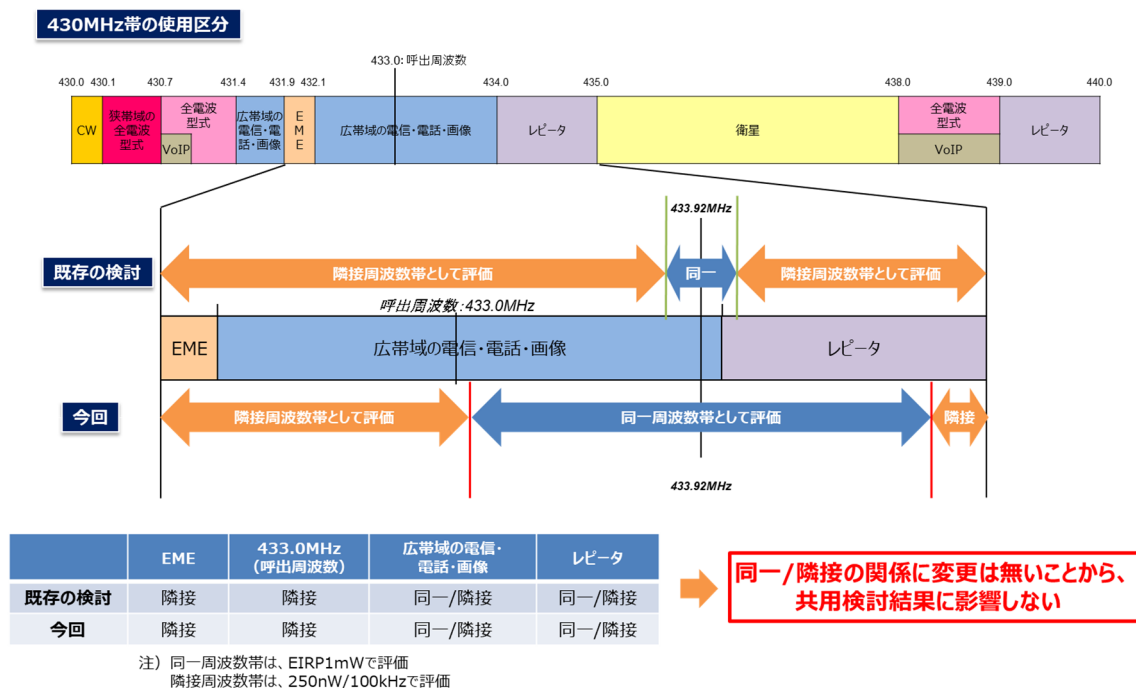 430MHz帯の使用区分
433.0：呼出周波数
430.0 430.1 430.7 431.4 431.9 432.1 434.0 435.0 438.0 439.0 440.0
CW
狭帯域の
全電波
型式
全電波
型式
VoIP
広帯域の
電信・電
話・画像
E
M
E
広帯域の電信・電話・画像
レピータ
衛星
全電波
型式
VoIP
レピータ
433.92MHz
既存の検討
隣接周波数帯として評価
同一
隣接周波数帯として評価
呼出周波数：433.0MHz
EME
広帯域の電信・電話・画像
レピータ
今回
隣接周波数帯として評価
同一周波数帯として評価
隣接
433.92MHz
EME
433.0MHz
(呼出周波数)
広帯域の電信・
電話・画像
レピータ
既存の検討 隣接 隣接 同一/隣接 同一/隣接
今回 隣接 隣接 同一/隣接 同一/隣接
同一/隣接の関係に変更は無いことから、
共用検討結果に影響しない
注）同一周波数帯は、EIRP1mWで評価
隣接周波数帯は、250nW/100kHzで評価